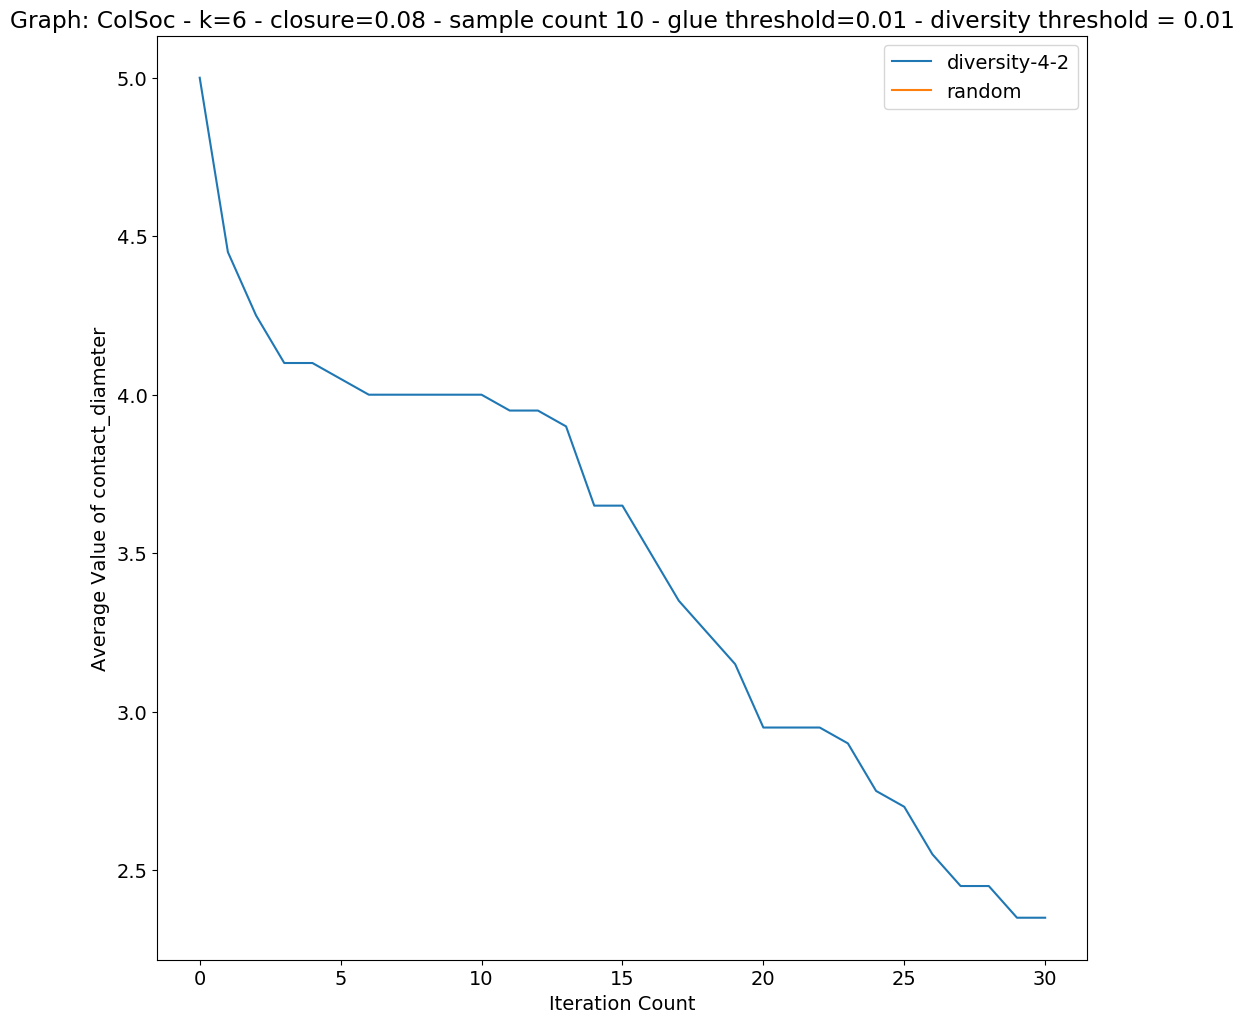 Graph: ColSoc - k=6 - closure=0.08 - sample count 10 - glue threshold=0.01 - diversity threshold = 0.01
diversity-4-2
random
5.0
4.5
4.0
3.5
3.0
2.5
Average Value of contact_diameter
0 5 10 15 20 25 30
Iteration Count